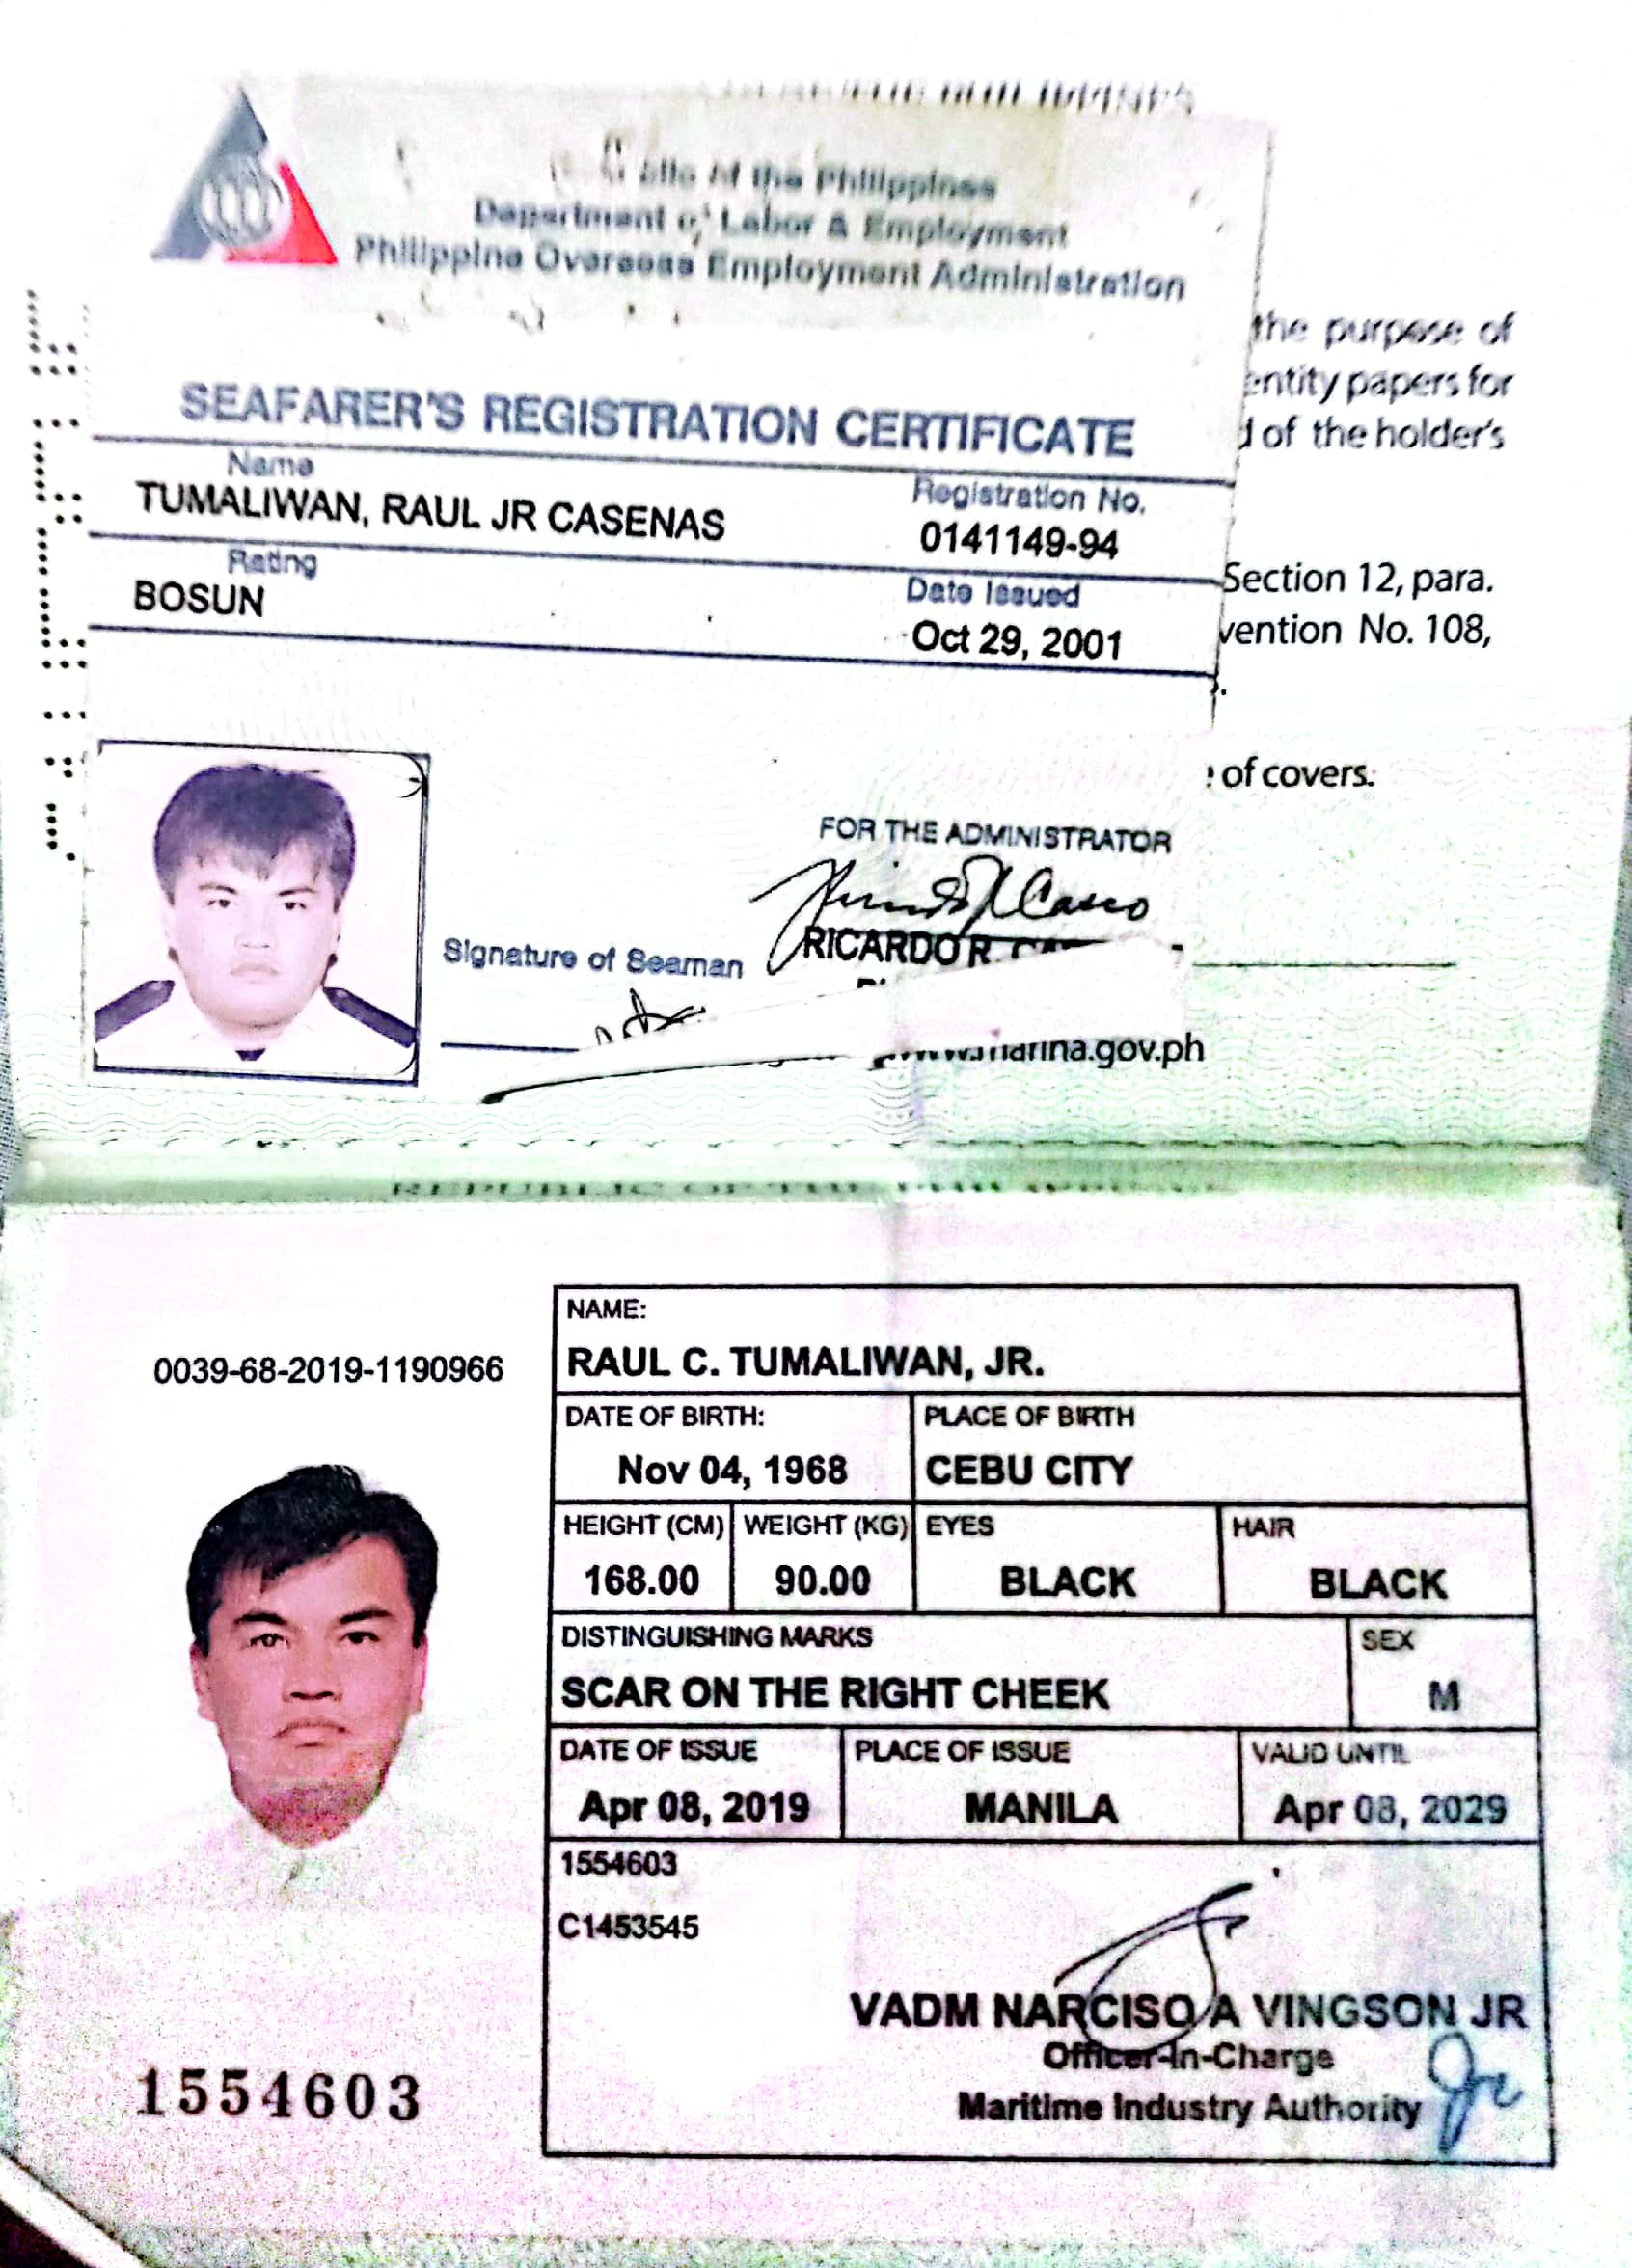 of the Philippines
Department of Labor & Employment
Philippine Overseas Employment Administration
the purpose of
entity papers for
of the holder's
SEAFARER'S REGISTRATION CERTIFICATE
Name
TUMALIWAN, RAUL JR CASENAS
Registration No.
0141149-94
Rating
BOSUN
Date Issued
Oct 29, 2001
Section 12, para.
vention No. 108,
of covers.
FOR THE ADMINISTRATOR
RICARDO R.
Signature of Seaman
www.marina.gov.ph
REPUBLIC OF THE PHILIPPINES
0039-68-2019-1190966
NAME:
RAUL C. TUMALIWAN, JR.
DATE OF BIRTH:
Nov 04, 1968
PLACE OF BIRTH
CEBU CITY
HEIGHT (CM)
168.00
WEIGHT (KG)
90.00
EYES
BLACK
HAIR
BLACK
DISTINGUISHING MARKS
SCAR ON THE RIGHT CHEEK
SEX
M
DATE OF ISSUE
Apr 08, 2019
PLACE OF ISSUE
MANILA
VALID UNTIL
Apr 08, 2029
1554603
C1453545
VADM NARCISO A VINGSON JR
Officer-In-Charge
Maritime Industry Authority
1554603